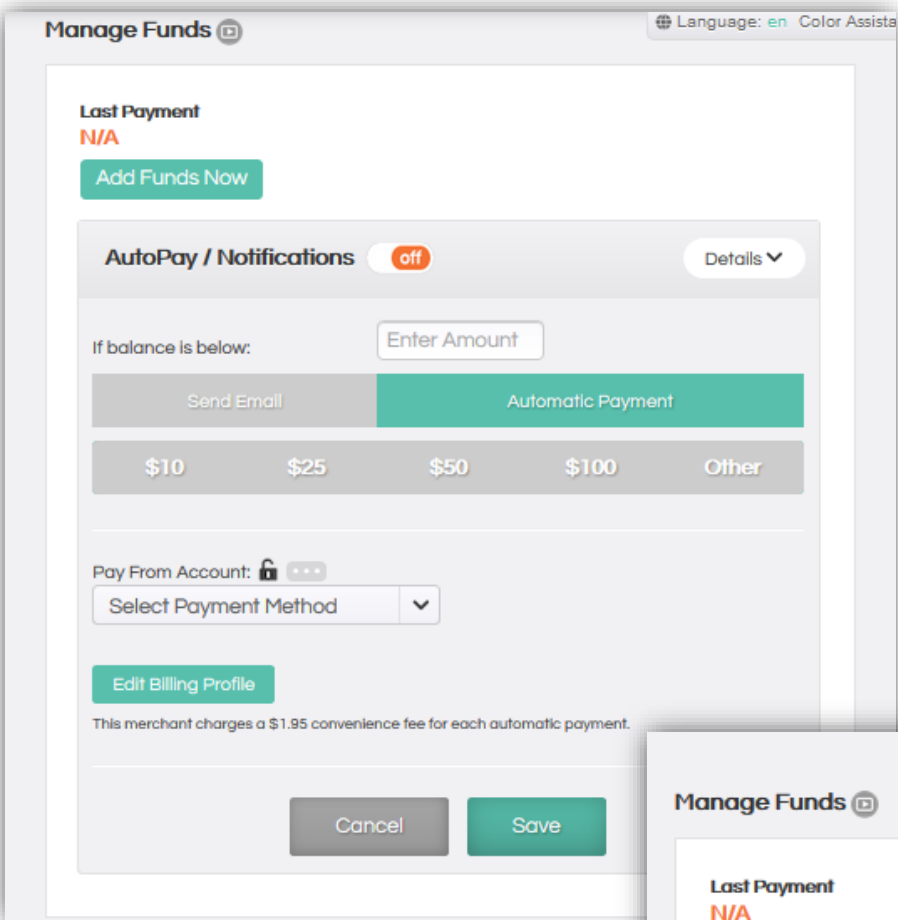 Manage Funds
Language: en Color Assista
Last Payment
N/A
Add Funds Now
AutoPay / Notifications off
Details
If balance is below: Enter Amount
Send Email Automatic Payment
$10 $25 $50 $100 Other
Pay From Account:
Select Payment Method
Edit Billing Profile
This merchant charges a $1.95 convenience fee for each automatic payment.
Cancel Save
Manage Funds
Last Payment
N/A